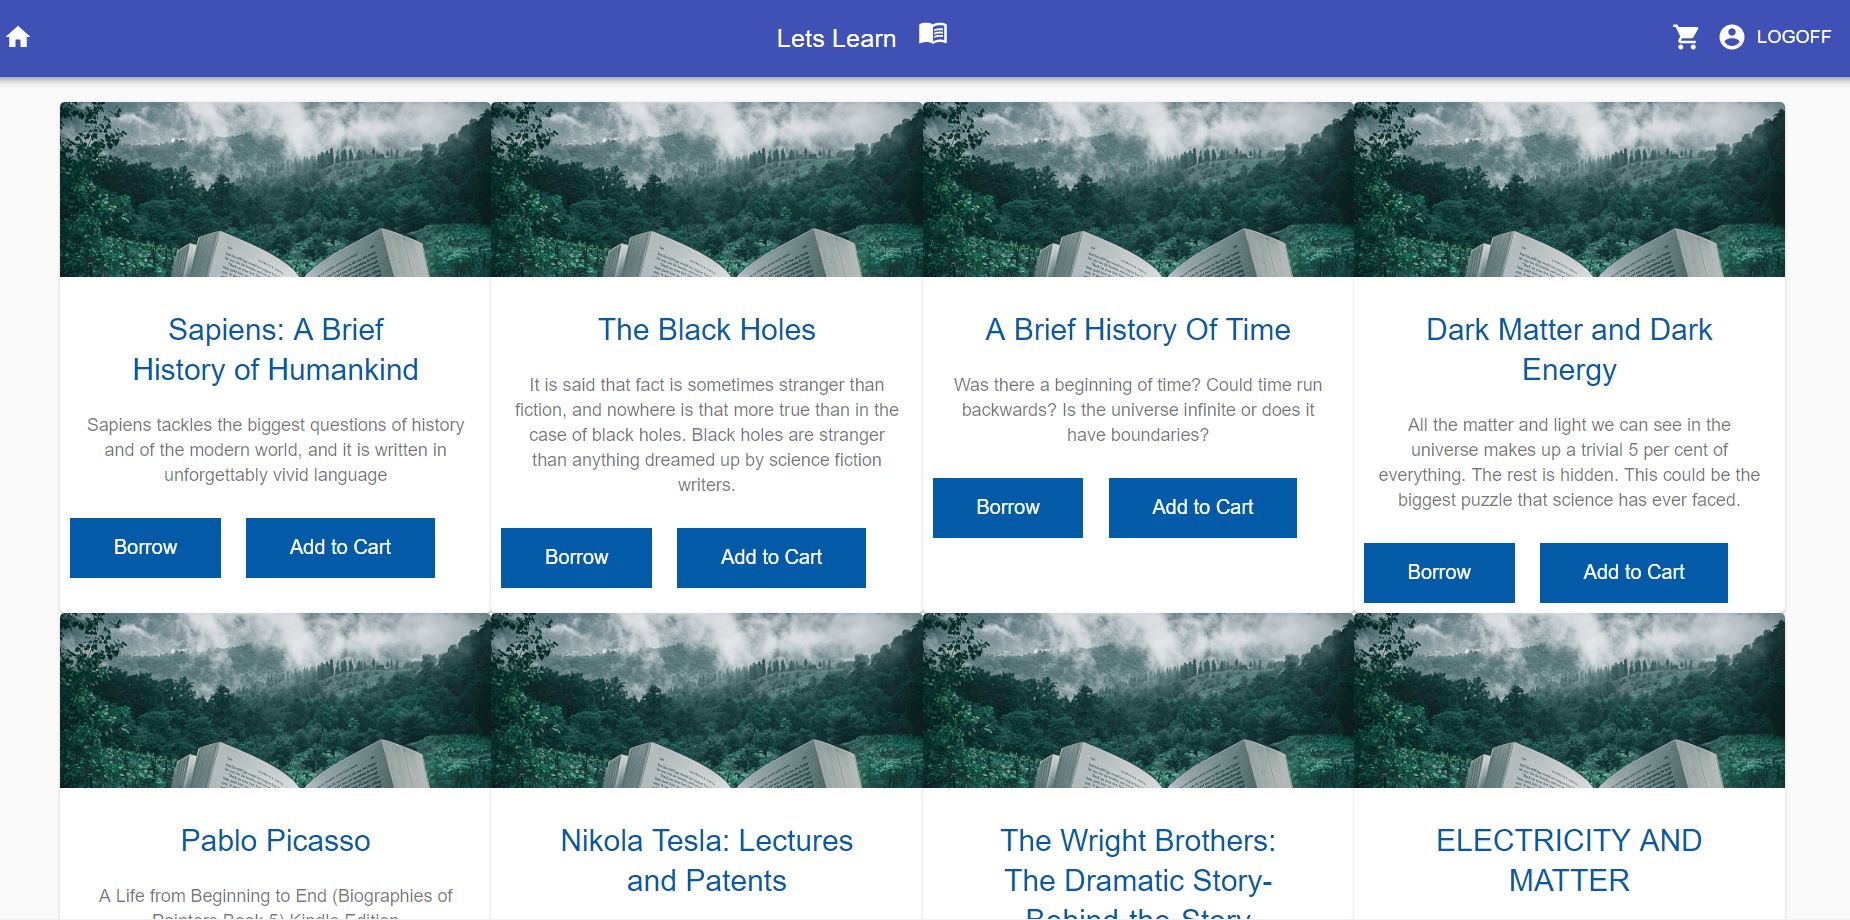 Lets Learn
LOGOFF
Sapiens: A Brief
History of Humankind
Sapiens tackles the biggest questions of history
and of the modern world, and it is written in
unforgettably vivid language
Borrow
Add to Cart
The Black Holes
It is said that fact is sometimes stranger than
fiction, and nowhere is that more true than in the
case of black holes. Black holes are stranger
than anything dreamed up by science fiction
writers.
Borrow
Add to Cart
A Brief History Of Time
Was there a beginning of time? Could time run
backwards? Is the universe infinite or does it
have boundaries?
Borrow
Add to Cart
Dark Matter and Dark
Energy
All the matter and light we can see in the
universe makes up a trivial 5 per cent of
everything. The rest is hidden. This could be the
biggest puzzle that science has ever faced.
Borrow
Add to Cart
Pablo Picasso
A Life from Beginning to End (Biographies of
Painters Book 5) Kindle Edition
Nikola Tesla: Lectures
and Patents
The Wright Brothers:
The Dramatic Story-
Behind-the-Story
ELECTRICITY AND
MATTER